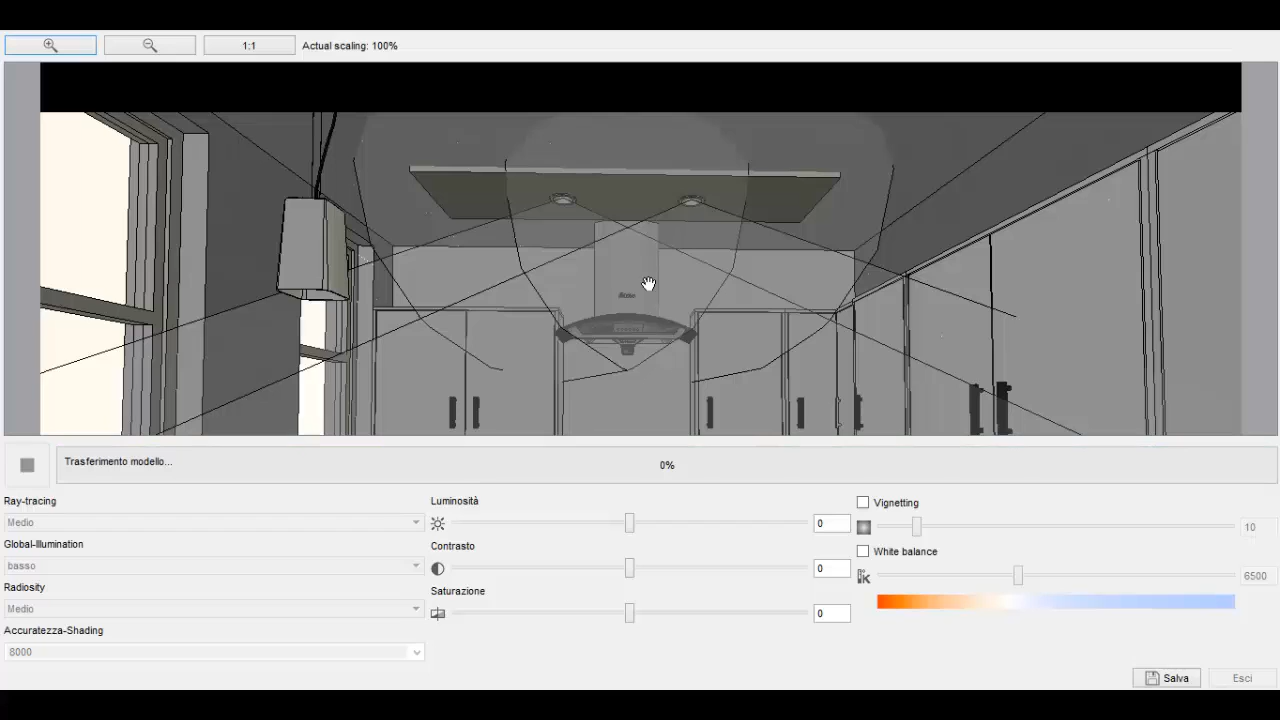 1:1
Actual scaling: 100%
Trasferimento modello...
0%
Ray-tracing
Medio
Global-Illumination
basso
Radiosity
Medio
Accuratezza-Shading
8000
Luminosità
0
Contrasto
0
Saturazione
0
Vignetting
10
White balance
K
6500
Salva
Esci